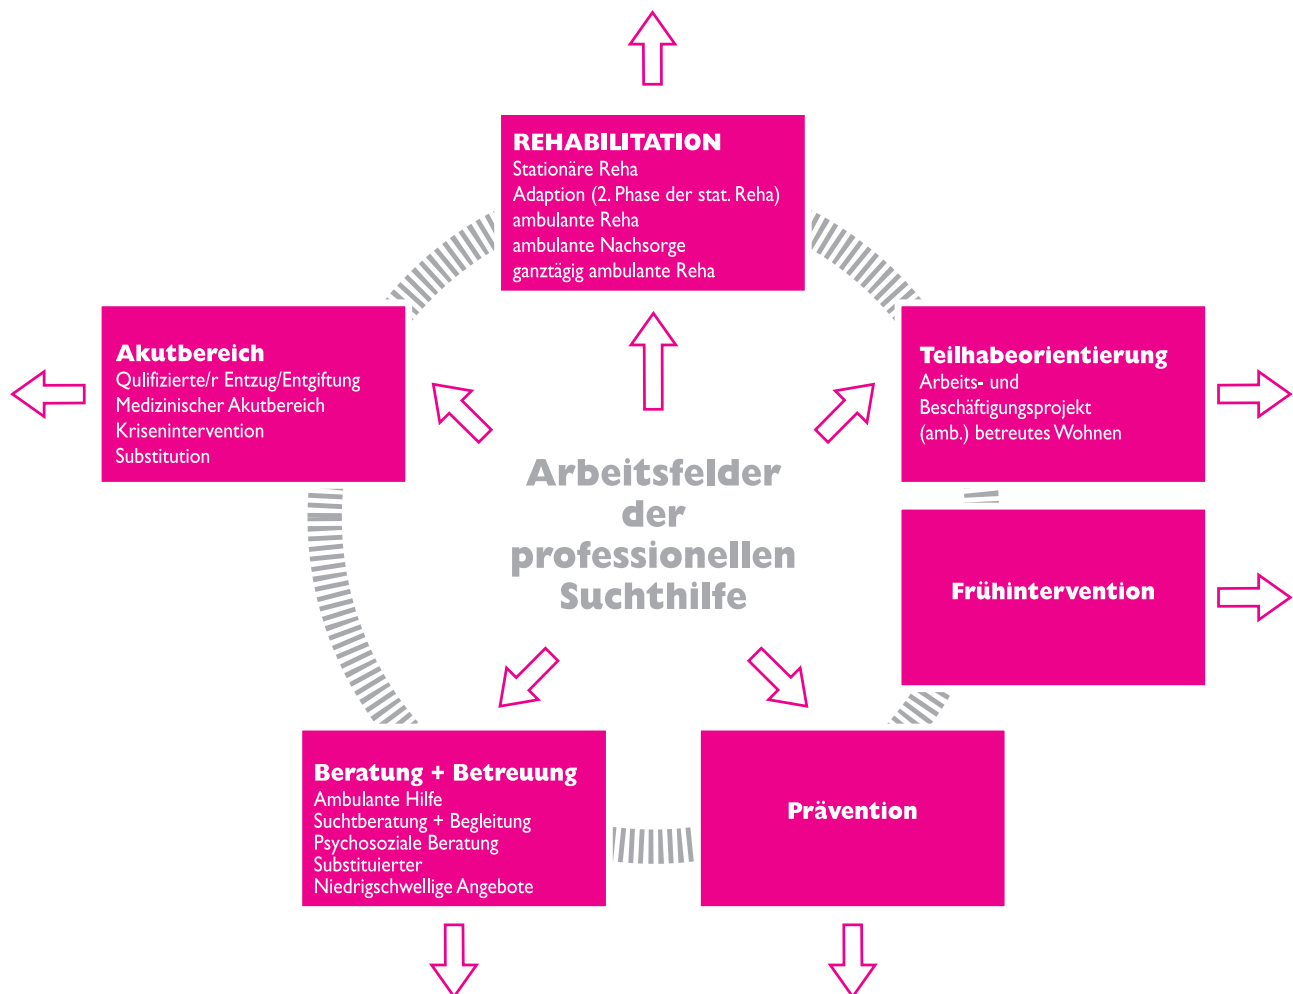 REHABILITATION
Stationäre Reha
Adaption (2. Phase der stat. Reha)
ambulante Reha
ambulante Nachsorge
ganztägig ambulante Reha
Akutbereich
Qulifizierte/r Entzug/Entgiftung
Medizinischer Akutbereich
Krisenintervention
Substitution
Teilhabeorientierung
Arbeits- und
Beschäftigungsprojekt
(amb.) betreutes Wohnen
Arbeitsfelder
der
professionellen
Suchthilfe
Frühintervention
Beratung + Betreuung
Ambulante Hilfe
Suchtberatung + Begleitung
Psychosoziale Beratung
Substituierter
Niedrigschwellige Angebote
Prävention